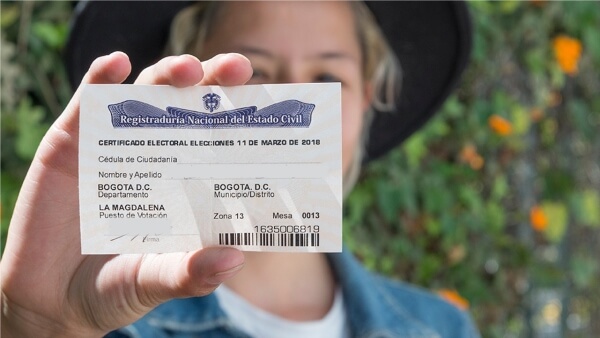 Registraduría Nacional del Estado Civil
CERTIFICADO ELECTORAL ELECCIONES 11 DE MARZO DE 2018
Cédula de Ciudadanía
Nombre y Apellido
BOGOTA D.C. BOGOTA. D.C.
Departamento Municipio/Distrito
LA MAGDALENA
Puesto de Votación Zona 13 Mesa 0013
1635006819
Firma